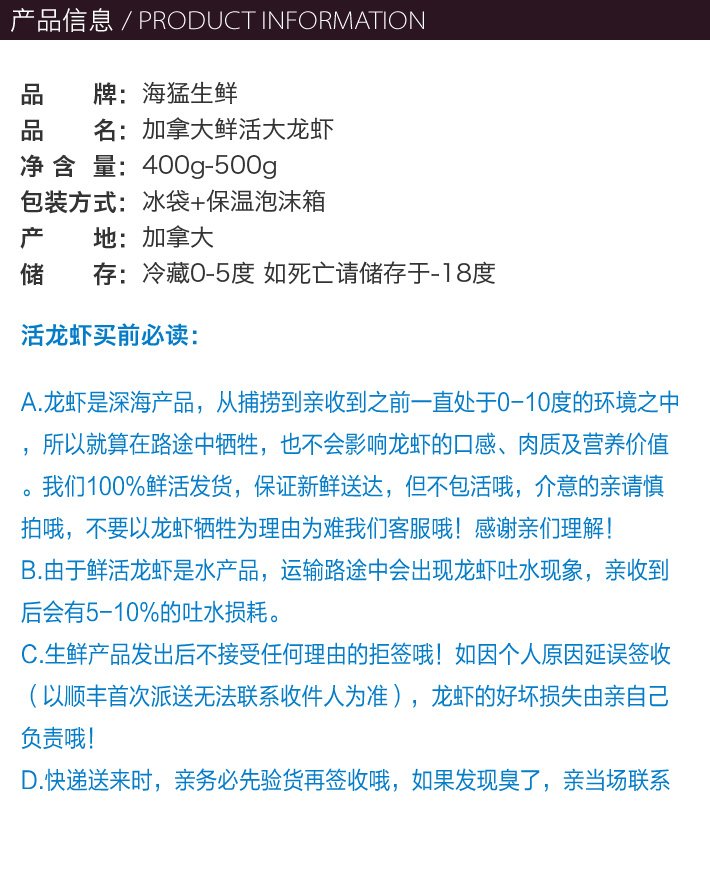 产品信息 / PRODUCT INFORMATION
品 牌：海猛生鲜
品 名：加拿大鲜活大龙虾
净 含 量：400g-500g
包装方式：冰袋+保温泡沫箱
产 地：加拿大
储 存：冷藏0-5度 如死亡请储存于-18度
活龙虾买前必读：
A.龙虾是深海产品，从捕捞到亲收到之前一直处于0-10度的环境之中
，所以就算在路途中牺牲，也不会影响龙虾的口感、肉质及营养价值
。我们100%鲜活发货，保证新鲜送达，但不包活哦，介意的亲请慎
拍哦，不要以龙虾牺牲为理由为难我们客服哦！感谢亲们理解！
B.由于鲜活龙虾是水产品，运输路途中会出现龙虾吐水现象，亲收到
后会有5-10%的吐水损耗。
C.生鲜产品发出后不接受任何理由的拒签哦！如因个人原因延误签收
（以顺丰首次派送无法联系收件人为准），龙虾的好坏损失由亲自己
负责哦！
D.快递送来时，亲务必先验货再签收哦，如果发现臭了，亲当场联系